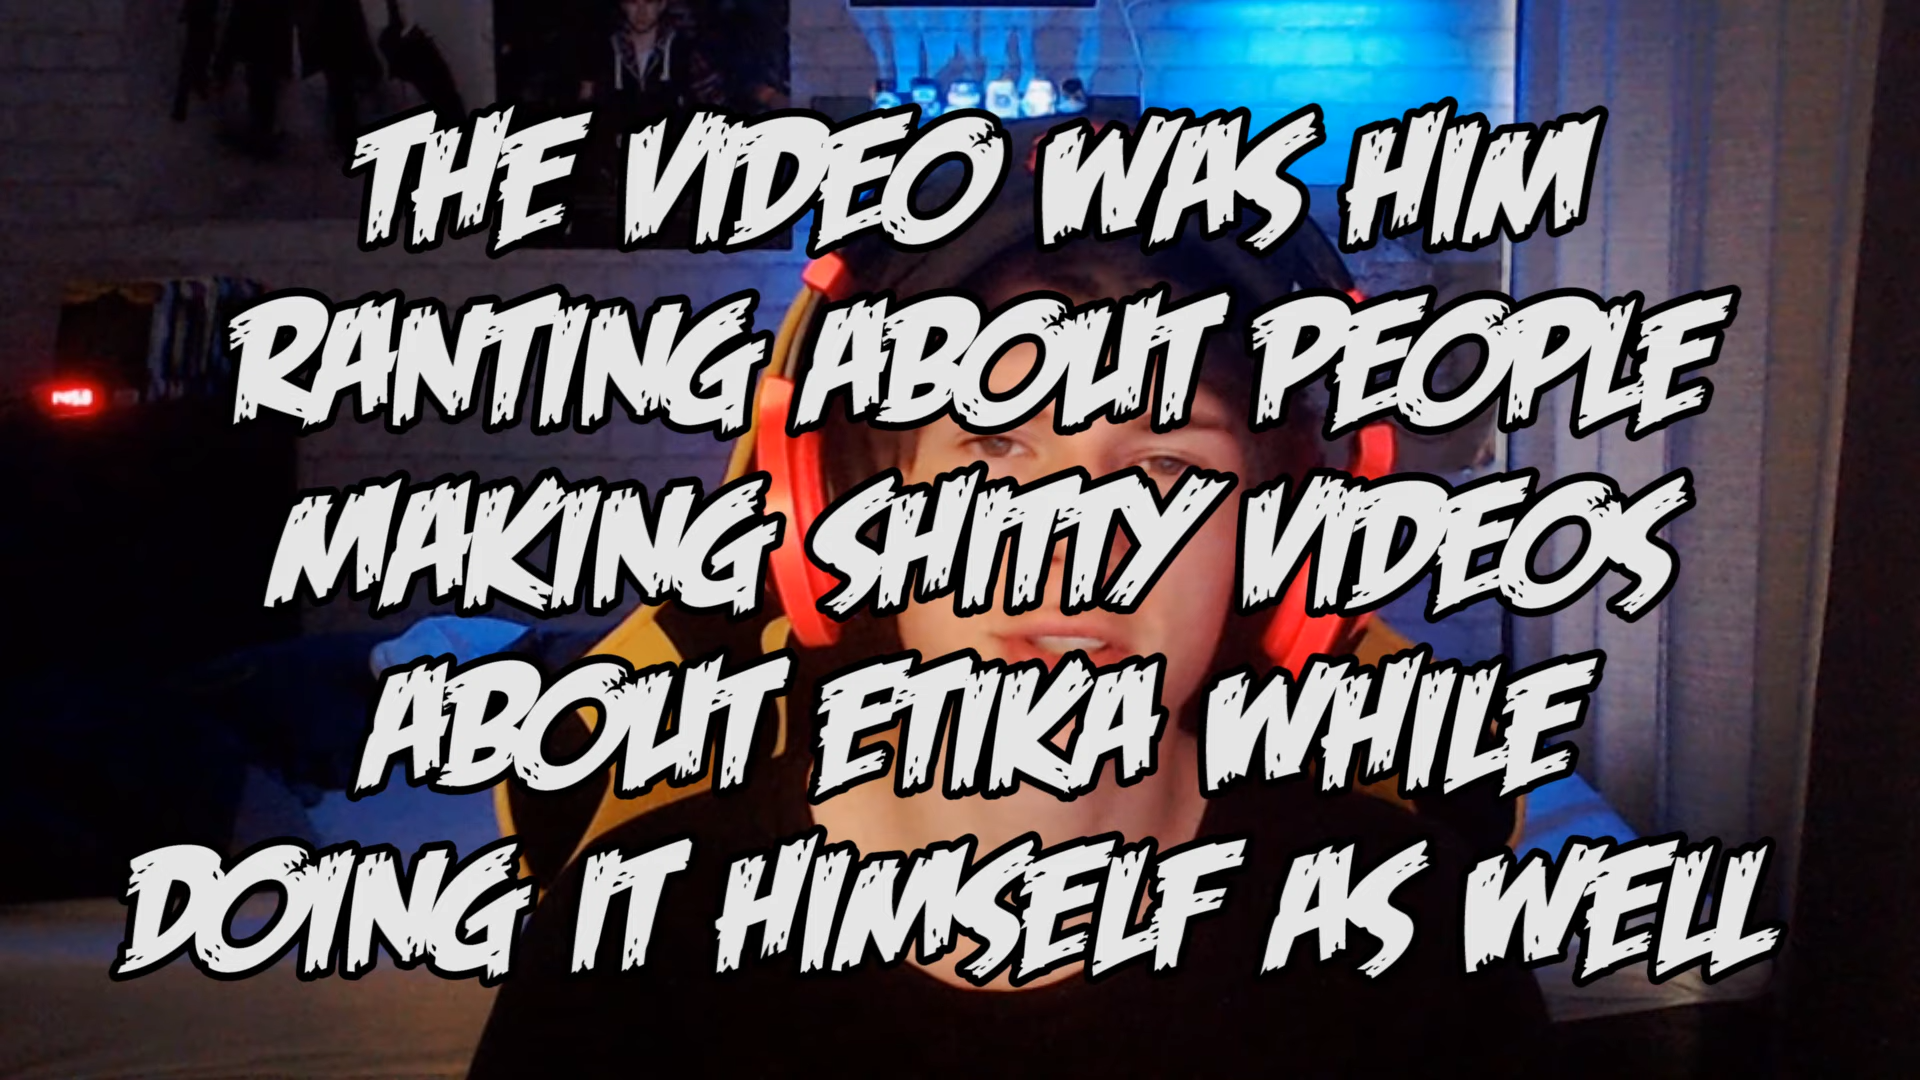 THE VIDEO WAS HIM
RANTING ABOUT PEOPLE
MAKING SHITTY VIDEOS
ABOUT ETIKA WHILE
DOING IT HIMSELF AS WELL